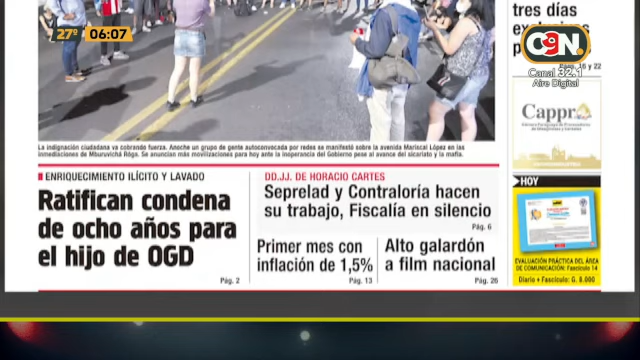 27°
06:07
tres días
Pág. 16 y 22
C9N
Canal 32.1
Aire Digital
La indignación ciudadana va cobrando fuerza. Anoche un grupo de gente autoconvocada por redes se manifestó sobre la avenida Mariscal López en las
inmediaciones de Mburuvichá Róga. Se anuncian más movilizaciones para hoy ante la inoperancia del Gobierno pese al avance del sicariato y la mafia.
Cappro
ENRIQUECIMIENTO ILÍCITO Y LAVADO
Ratifican condena
de ocho años para
el hijo de OGD
Pág. 2
DD.JJ. DE HORACIO CARTES
Seprelad y Contraloría hacen
su trabajo, Fiscalía en silencio
Pág. 6
Primer mes con
inflación de 1,5%
Pág. 13
Alto galardón
a film nacional
Pág. 26
HOY
EVALUACIÓN PRÁCTICA DEL ÁREA
DE COMUNICACIÓN: Fascículo 14
Diario + Fascículo: G. 8.000